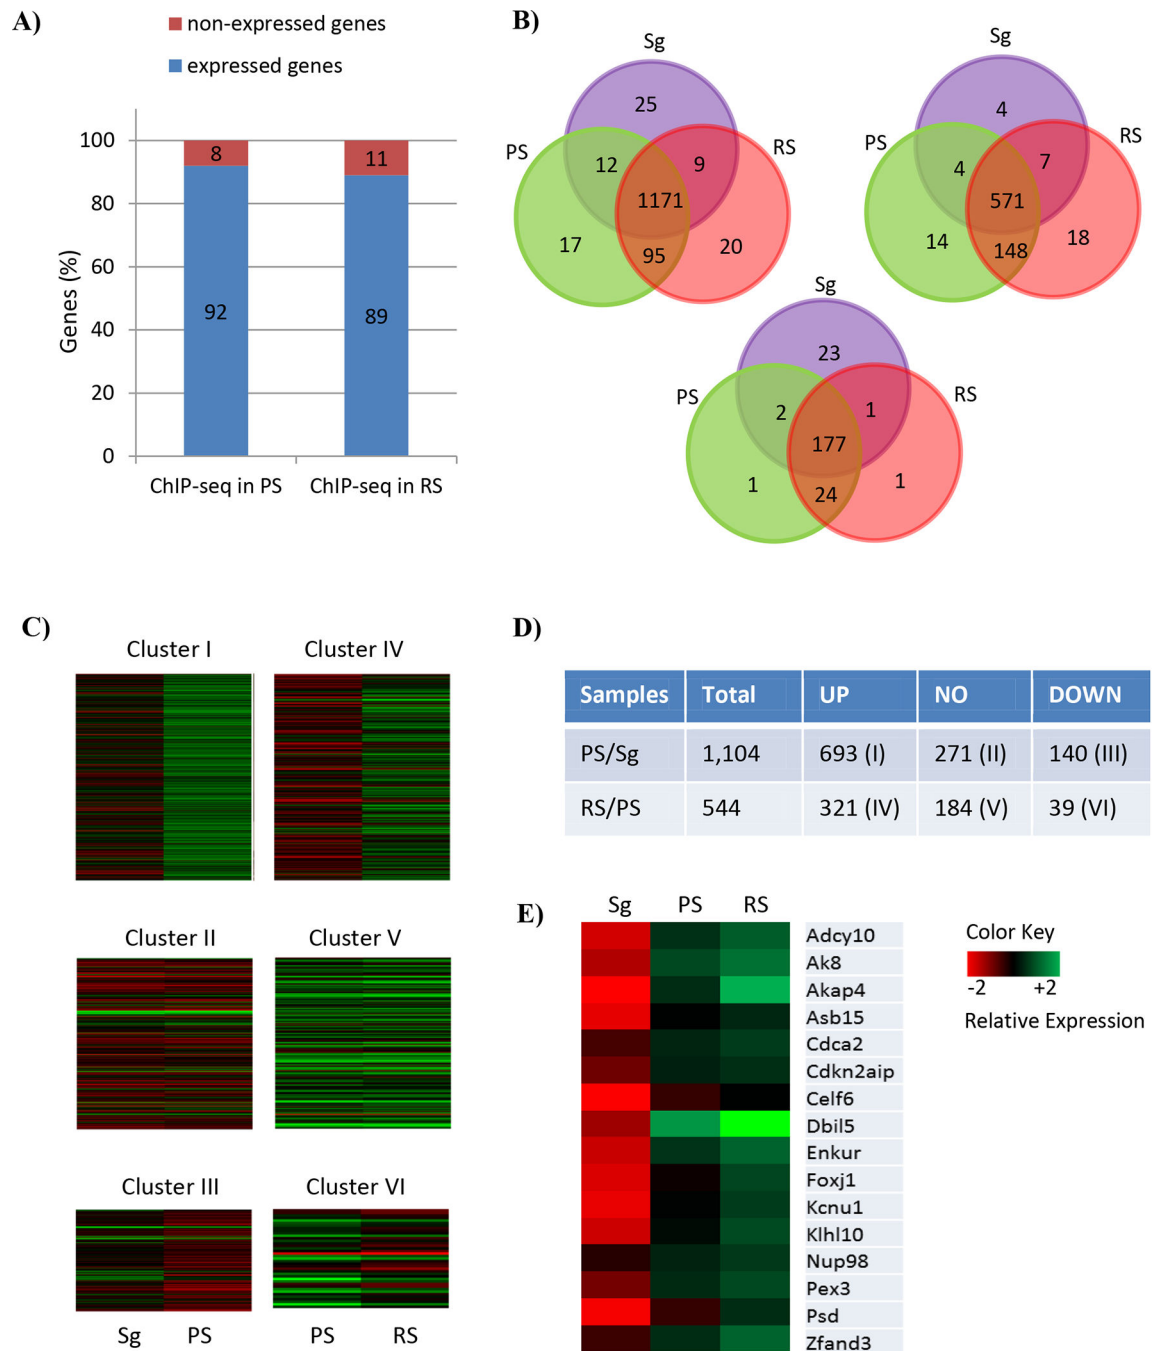 A)
non-expressed genes
expressed genes
Genes (%)
100
80
60
40
20
0
8
92
11
89
ChIP-seq in PS
ChIP-seq in RS
B)
Sg
PS
RS
25
12
9
1171
17
95
20
Sg
PS
RS
4
4
7
571
14
148
18
Sg
PS
RS
23
2
1
177
1
24
1
C)
Cluster I
Cluster IV
Cluster II
Cluster V
Cluster III
Cluster VI
Sg PS
PS RS
D)
Samples Total UP NO DOWN
PS/Sg 1,104 693 (I) 271 (II) 140 (III)
RS/PS 544 321 (IV) 184 (V) 39 (VI)
E)
Sg PS RS
Adcy10
Ak8
Akap4
Asb15
Cdca2
Cdkn2aip
Celf6
Dbil5
Enkur
Foxj1
Kcnu1
Klhl10
Nup98
Pex3
Psd
Zfand3
Color Key
-2 +2
Relative Expression